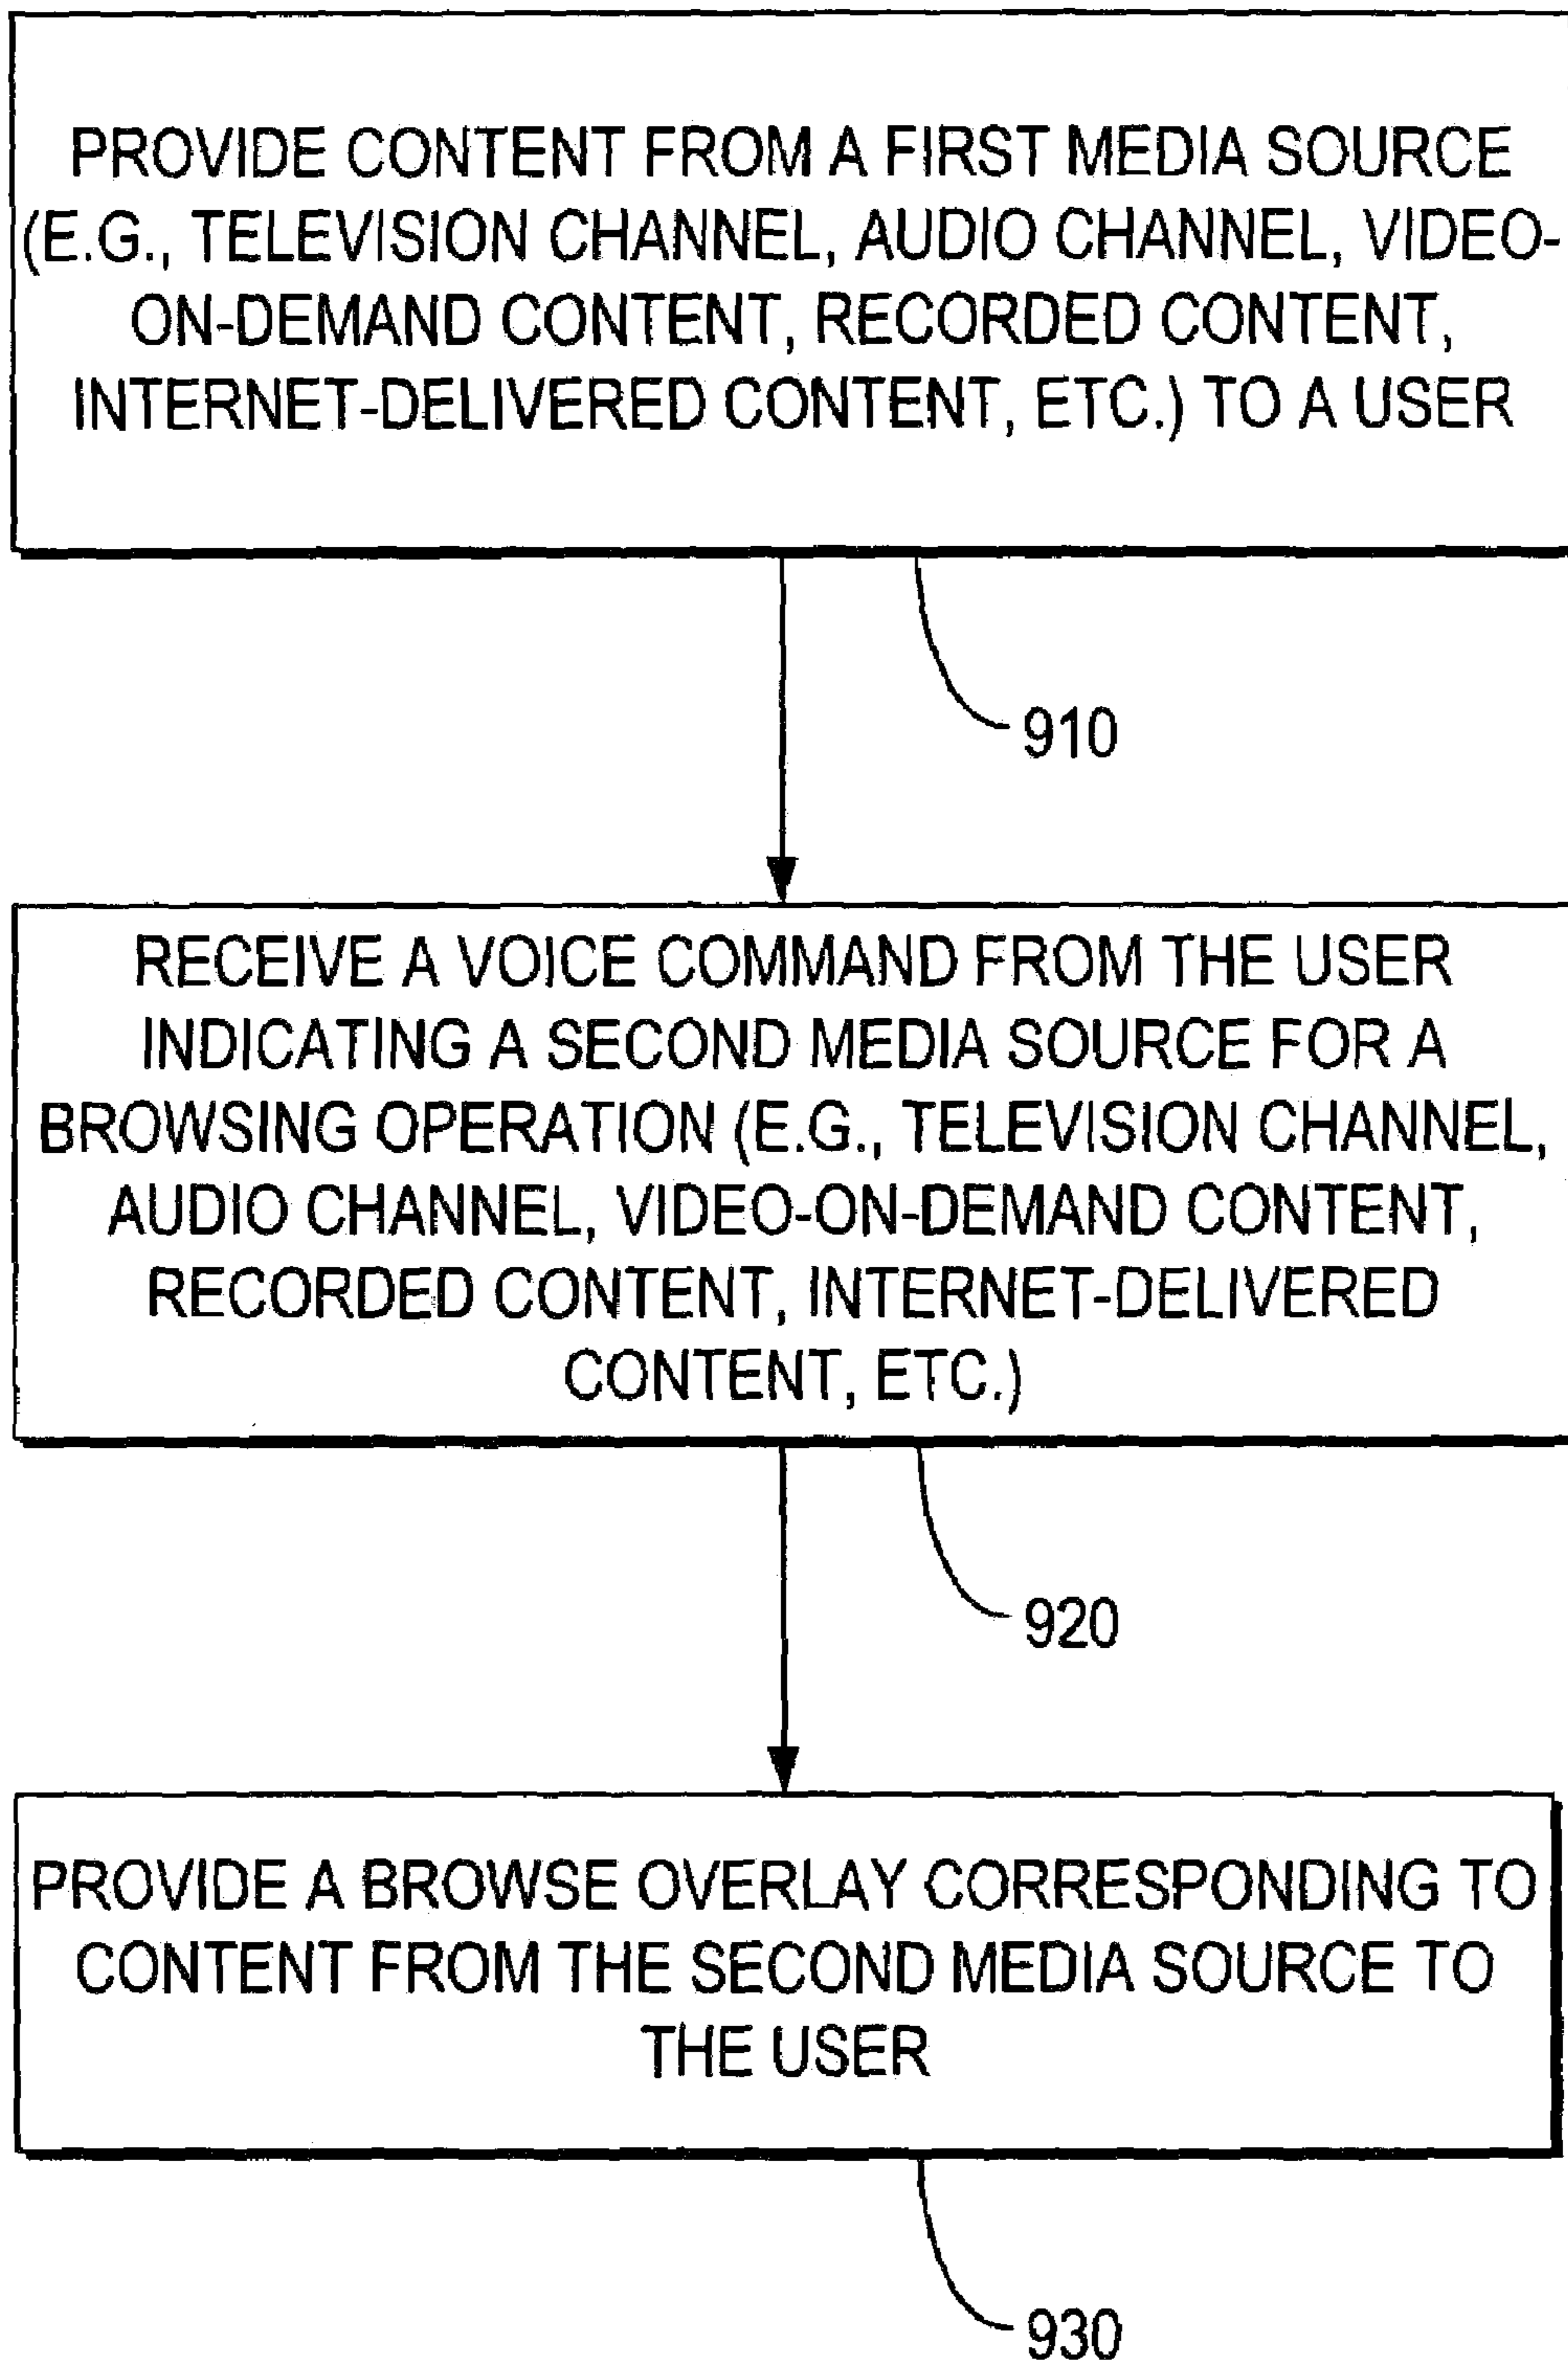 PROVIDE CONTENT FROM A FIRST MEDIA SOURCE
(E.G., TELEVISION CHANNEL, AUDIO CHANNEL, VIDEO-
ON-DEMAND CONTENT, RECORDED CONTENT,
INTERNET-DELIVERED CONTENT, ETC.) TO A USER
910
RECEIVE A VOICE COMMAND FROM THE USER
INDICATING A SECOND MEDIA SOURCE FOR A
BROWSING OPERATION (E.G., TELEVISION CHANNEL,
AUDIO CHANNEL, VIDEO-ON-DEMAND CONTENT,
RECORDED CONTENT, INTERNET-DELIVERED
CONTENT, ETC.)
920
PROVIDE A BROWSE OVERLAY CORRESPONDING TO
CONTENT FROM THE SECOND MEDIA SOURCE TO
THE USER
930